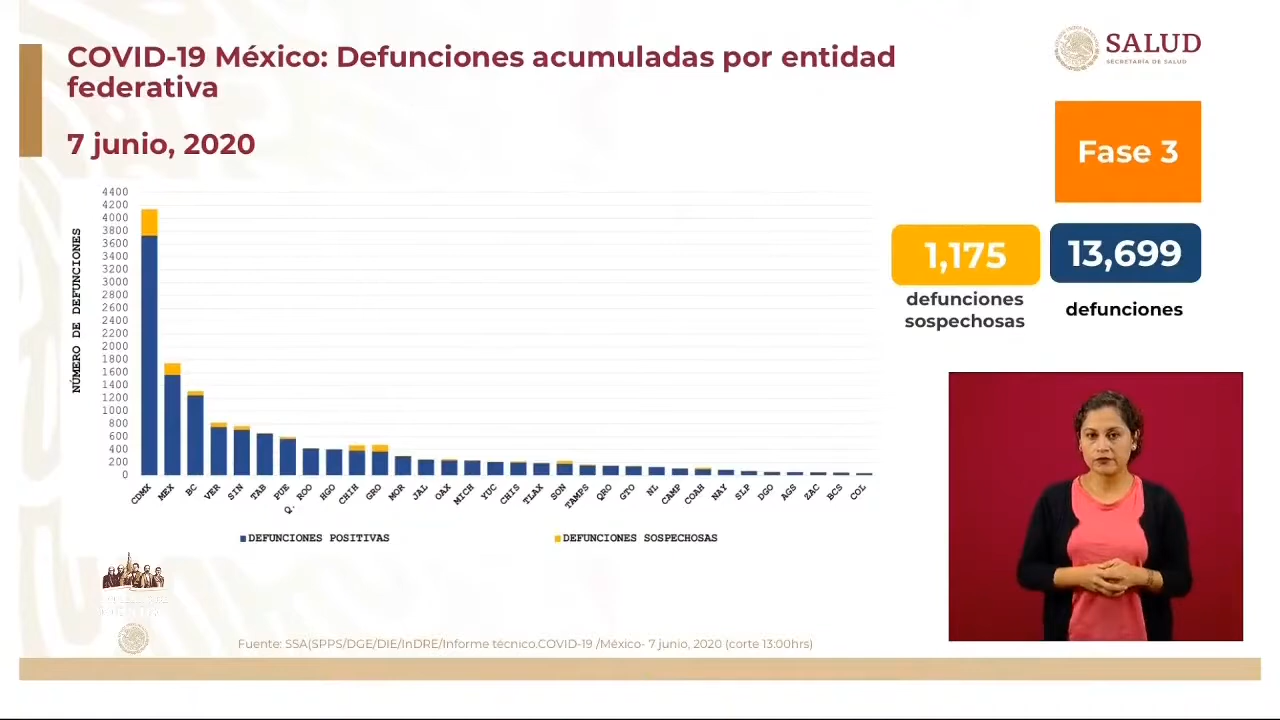 COVID-19 México: Defunciones acumuladas por entidad
federativa
7 junio, 2020
SALUD
SECRETARÍA DE SALUD
Fase 3
1,175
defunciones
sospechosas
13,699
defunciones
NÚMERO DE DEFUNCIONES
4400
4200
4000
3800
3600
3400
3200
3000
2800
2600
2400
2200
2000
1800
1600
1400
1200
1000
800
600
400
200
0
CDMX
MEX
BC
VER
SIN
TAB
PUE
Q. ROO
HGO
CHIH
GRO
MOR
JAL
OAX
MICH
YUC
CHIS
TLAX
SON
TAMPS
QRO
GTO
NL
CAMP
COAH
NAY
SLP
DGO
AGS
ZAC
BCS
COL
DEFUNCIONES POSITIVAS
DEFUNCIONES SOSPECHOSAS
Fuente: SSA(SPPS/DGE/DIE/InDRE/Informe técnico.COVID-19 /México- 7 junio, 2020 (corte 13:00hrs)